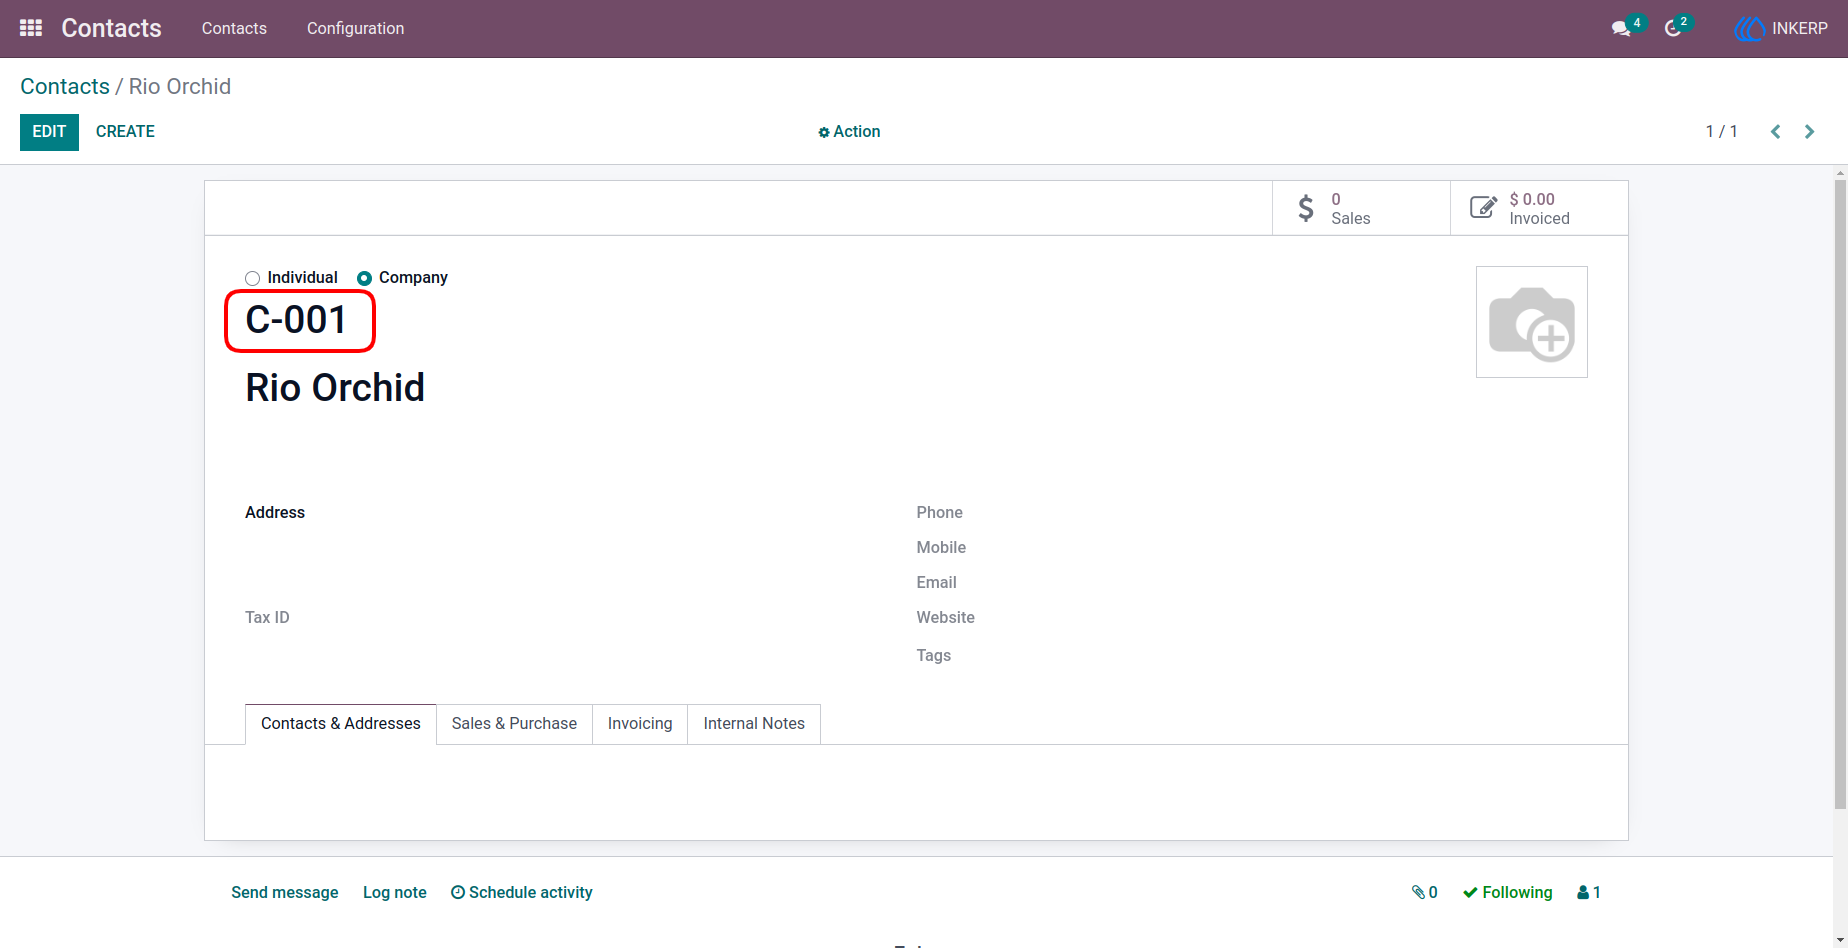 Contacts Contacts Configuration 4 2 INKERP
Contacts / Rio Orchid
EDIT CREATE Action 1 / 1
0
Sales
$ 0.00
Invoiced
Individual Company
C-001
Rio Orchid
Address
Tax ID
Phone
Mobile
Email
Website
Tags
Contacts & Addresses Sales & Purchase Invoicing Internal Notes
Send message Log note Schedule activity 0 Following 1